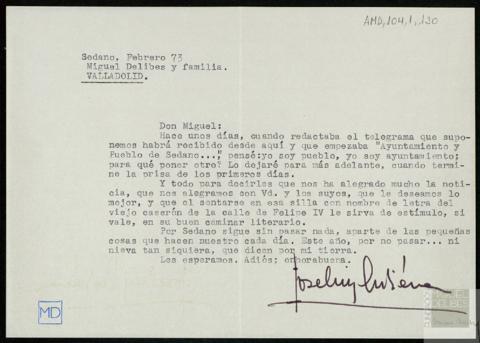 AMD,104,1,130
Sedano, Febrero 73
Miguel Delibes y familia.
VALLADOLID.
Don Miguel:
Hace unos días, cuando redactaba el telegrama que supo-
nemos habrá recibido desde aquí y que empezaba "Ayuntamiento y
Pueblo de Sedano...," pensé:yo soy pueblo, yo soy ayuntamiento;
para qué poner otro? Lo dejaré para más adelante, cuando termi-
ne la prisa de los primeros días.
Y todo para decirles que nos ha alegrado mucho la noti-
cia, que nos alegramos con Vd. y los suyos, que le deseamos lo
mejor, y que el sentarse en esa silla con nombre de letra del
viejo caserón de la calle de Felipe IV le sirva de estímulo, si
vale, en su buen caminar literario.
Por Sedano sigue sin pasar nada, aparte de las pequeñas
cosas que hacen nuestro cada día. Este año, por no pasar... ni
nieva tan siquiera, que dicen por mi tierra.
Les esperamos. Adiós; enhorabuena.
MD